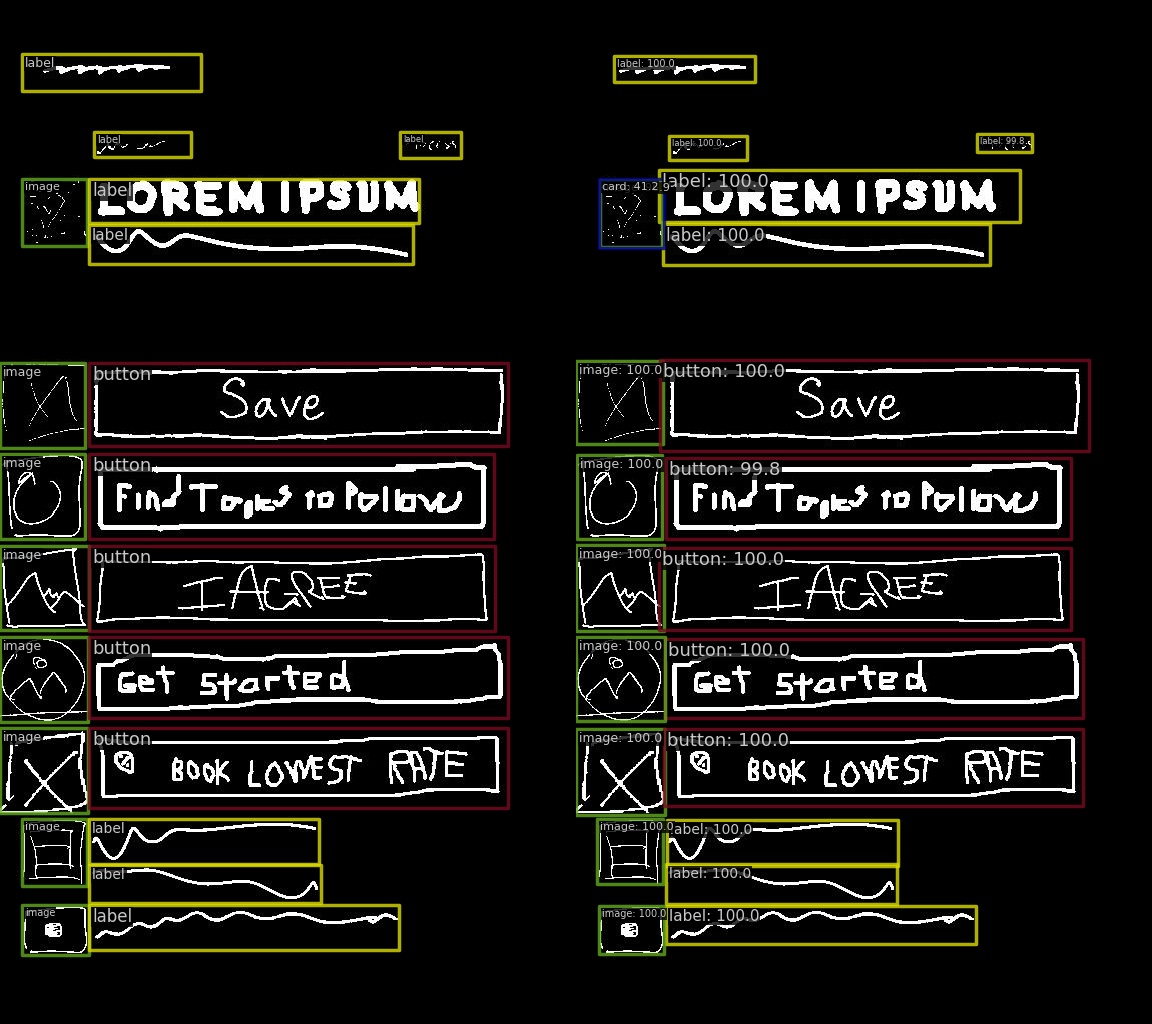 label label: 100.0
label label label: 100.0 label: 99.8
image label card: 41.2 label: 100.0
LOREM IPSUM LOREM IPSUM
label label: 100.0
image button image: 100.0 button: 100.0
Save Save
image button image: 100.0 button: 99.8
Find Topics to Follow Find Topics to Follow
image button image: 100.0 button: 100.0
I AGREE I AGREE
image button image: 100.0 button: 100.0
Get Started Get Started
image button image: 100.0 button: 100.0
BOOK LOWEST RATE BOOK LOWEST RATE
image label image: 100.0 label: 100.0
label label: 100.0
image label image: 100.0 label: 100.0